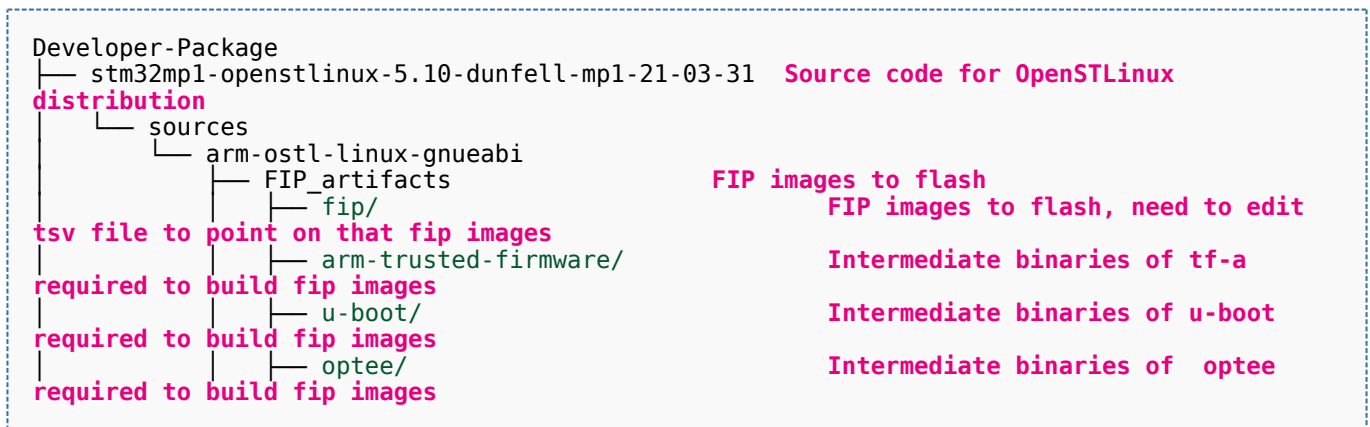 Developer-Package
├── stm32mp1-openstlinux-5.10-dunfell-mp1-21-03-31  Source code for OpenSTLinux
distribution
│   └── sources
│       └── arm-ostl-linux-gnueabi
│           ├── FIP_artifacts                 FIP images to flash
│           │   ├── fip/                             FIP images to flash, need to edit
tsv file to point on that fip images
│           │   ├── arm-trusted-firmware/            Intermediate binaries of tf-a
required to build fip images
│           │   ├── u-boot/                          Intermediate binaries of u-boot
required to build fip images
│           │   ├── optee/                           Intermediate binaries of  optee
required to build fip images